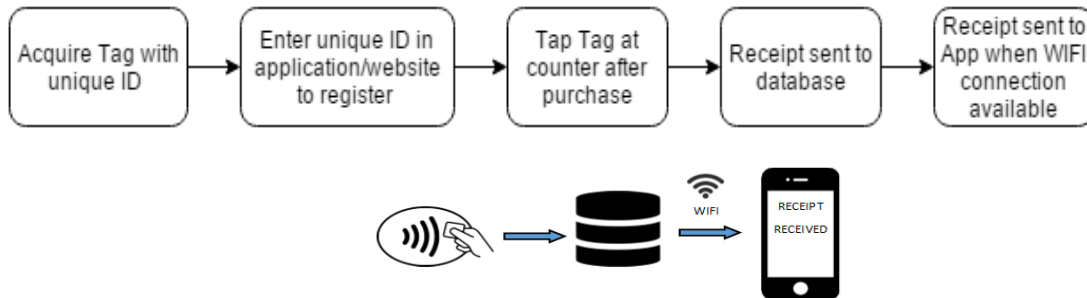 Acquire Tag with
unique ID
Enter unique ID in
application/website
to register
Tap Tag at
counter after
purchase
Receipt sent to
database
Receipt sent to
App when WIFI
connection
available
WIFI
RECEIPT
RECEIVED